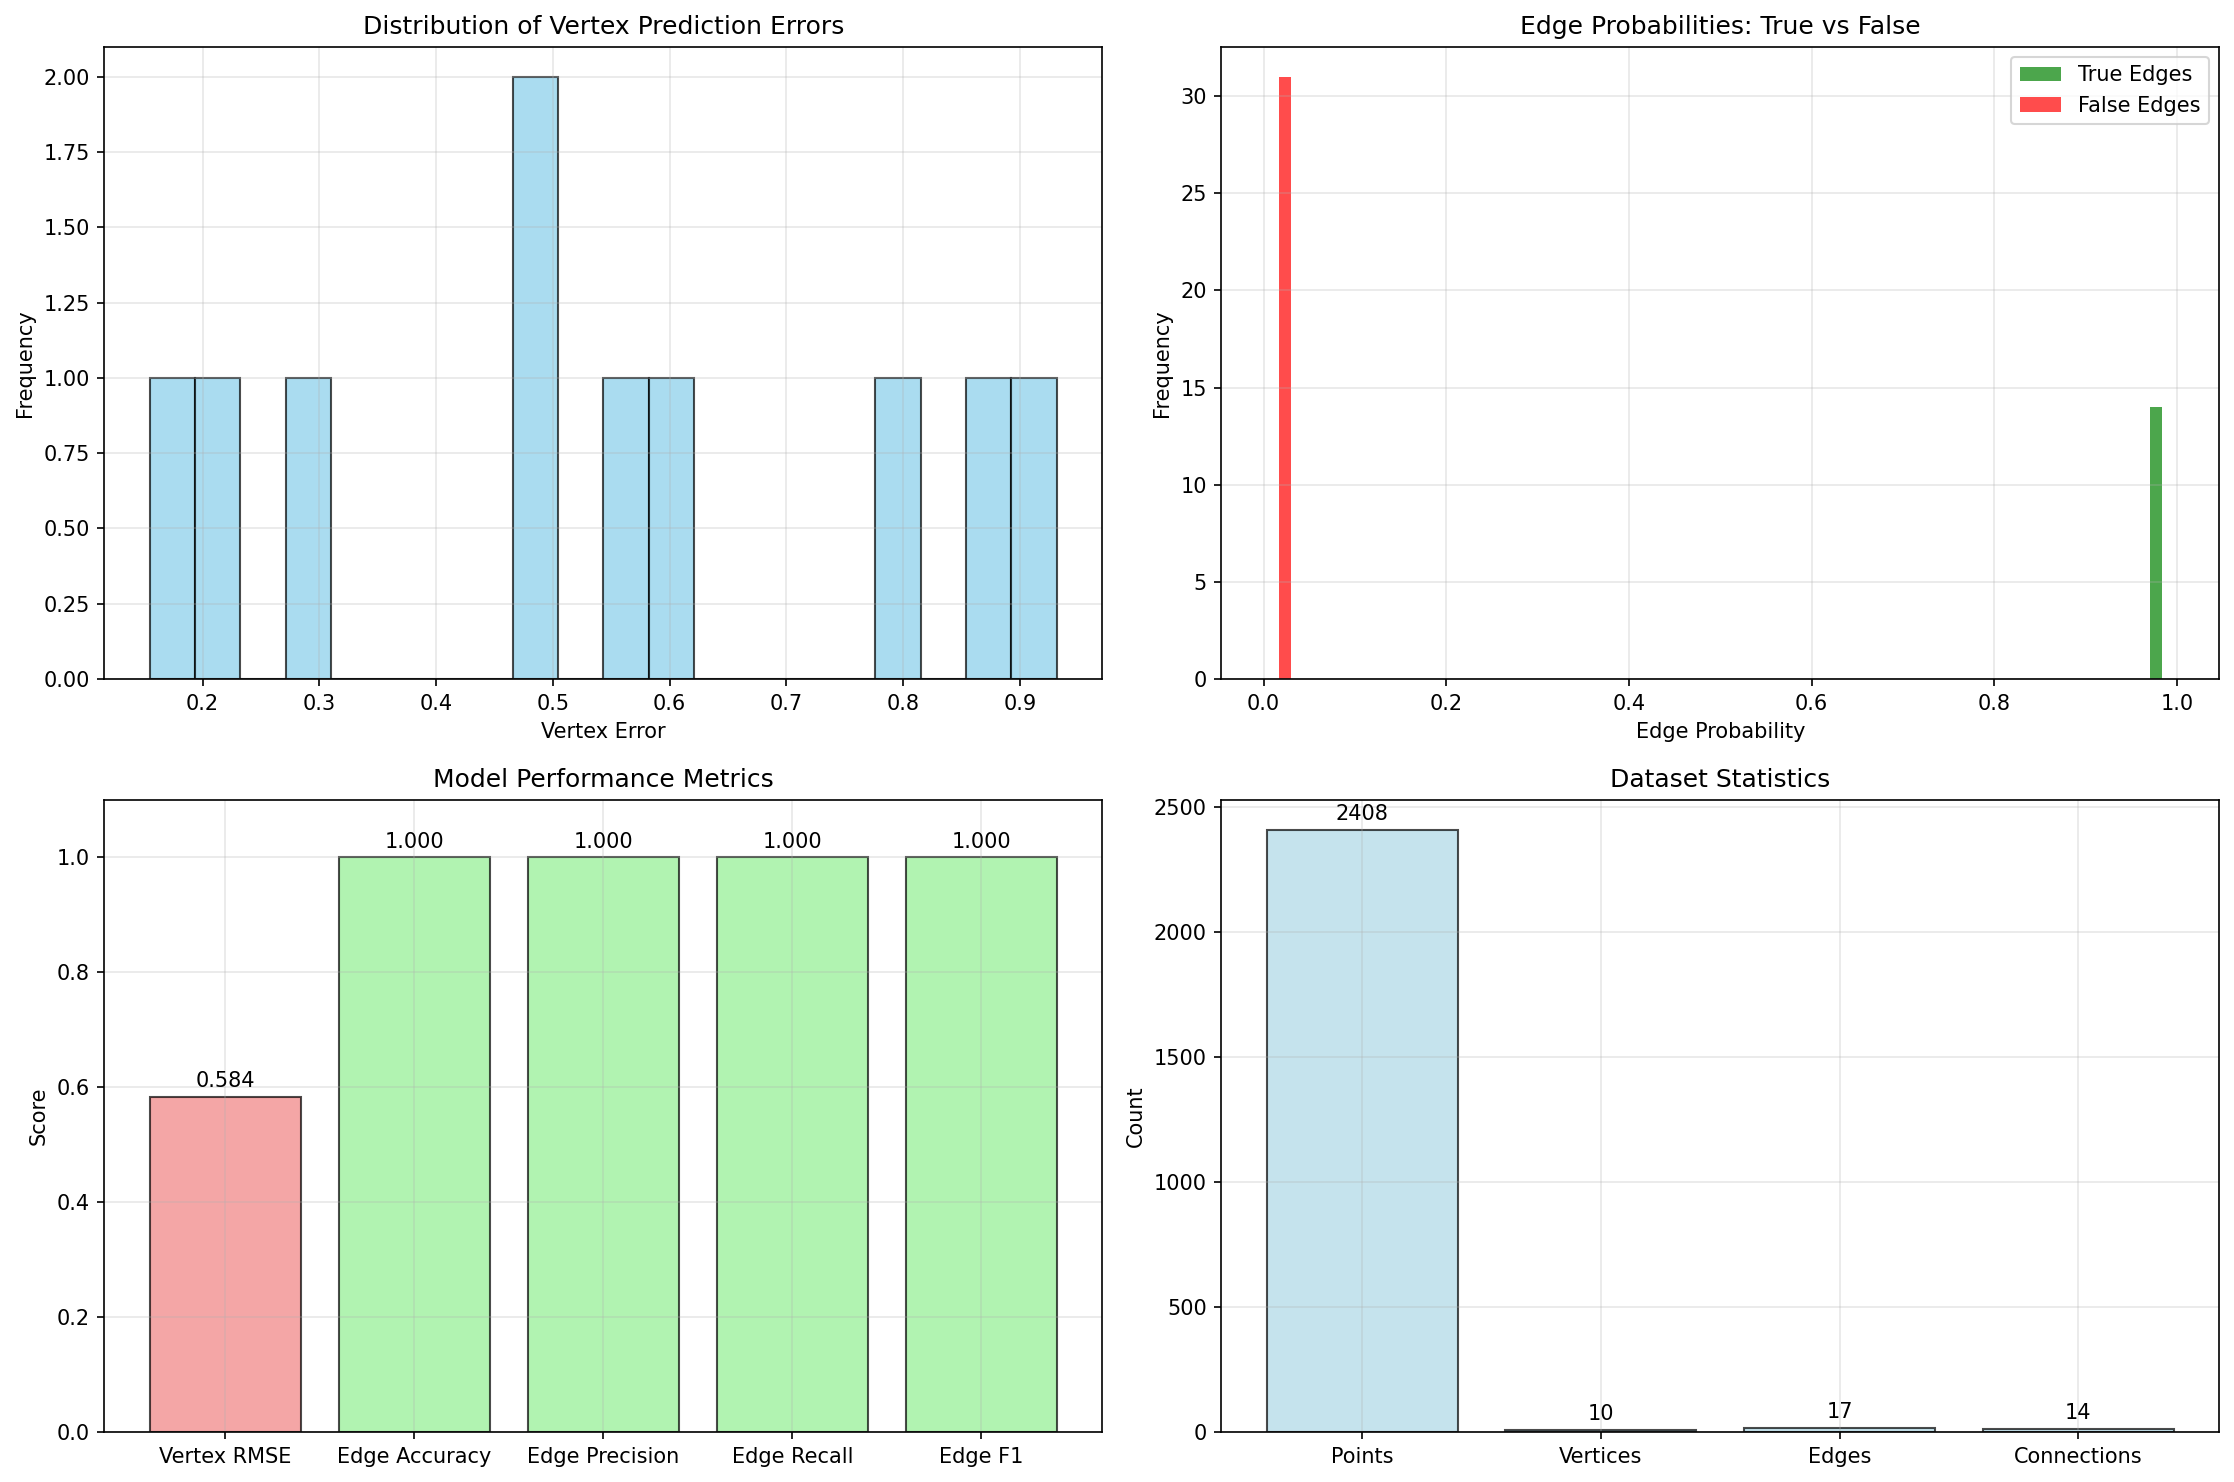 Distribution of Vertex Prediction Errors
2.00
1.75
1.50
1.25
1.00
0.75
0.50
0.25
0.00
Frequency
0.2 0.3 0.4 0.5 0.6 0.7 0.8 0.9
Vertex Error
Edge Probabilities: True vs False
True Edges
False Edges
30
25
20
15
10
5
0
Frequency
0.0 0.2 0.4 0.6 0.8 1.0
Edge Probability
Model Performance Metrics
1.0
0.8
0.6
0.4
0.2
0.0
Score
0.584 1.000 1.000 1.000 1.000
Vertex RMSE Edge Accuracy Edge Precision Edge Recall Edge F1
Dataset Statistics
2500
2000
1500
1000
500
0
Count
2408 10 17 14
Points Vertices Edges Connections